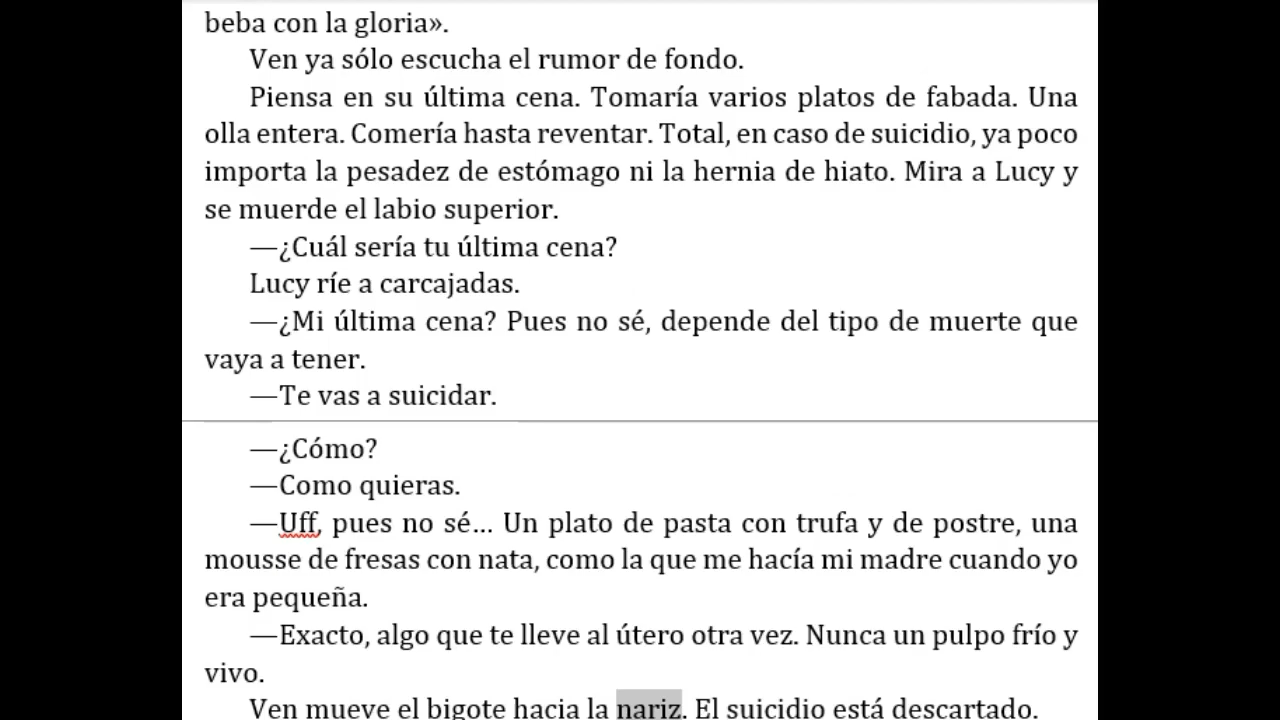 beba con la gloria».
Ven ya sólo escucha el rumor de fondo.
Piensa en su última cena. Tomaría varios platos de fabada. Una
olla entera. Comería hasta reventar. Total, en caso de suicidio, ya poco
importa la pesadez de estómago ni la hernia de hiato. Mira a Lucy y
se muerde el labio superior.
—¿Cuál sería tu última cena?
Lucy ríe a carcajadas.
—¿Mi última cena? Pues no sé, depende del tipo de muerte que
vaya a tener.
—Te vas a suicidar.
—¿Cómo?
—Como quieras.
—Uff, pues no sé... Un plato de pasta con trufa y de postre, una
mousse de fresas con nata, como la que me hacía mi madre cuando yo
era pequeña.
—Exacto, algo que te lleve al útero otra vez. Nunca un pulpo frío y
vivo.
Ven mueve el bigote hacia la nariz. El suicidio está descartado.